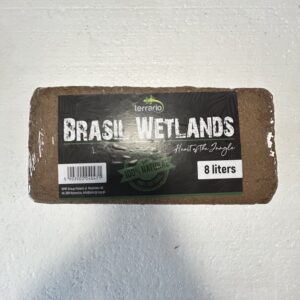 terrario
BRASIL WETLANDS
Heart of the Jungle
100% NATURAL
8 liters